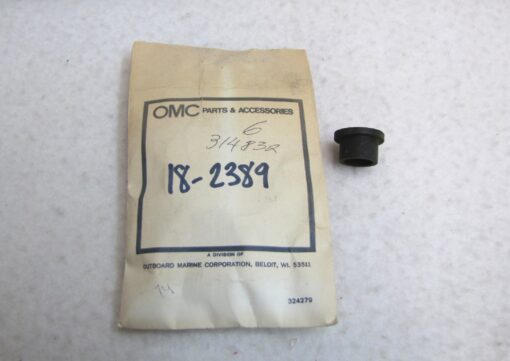 OMC PARTS & ACCESSORIES
6
314832
18-2389
A DIVISION OF
OUTBOARD MARINE CORPORATION, BELOIT, WI. 53511
324279